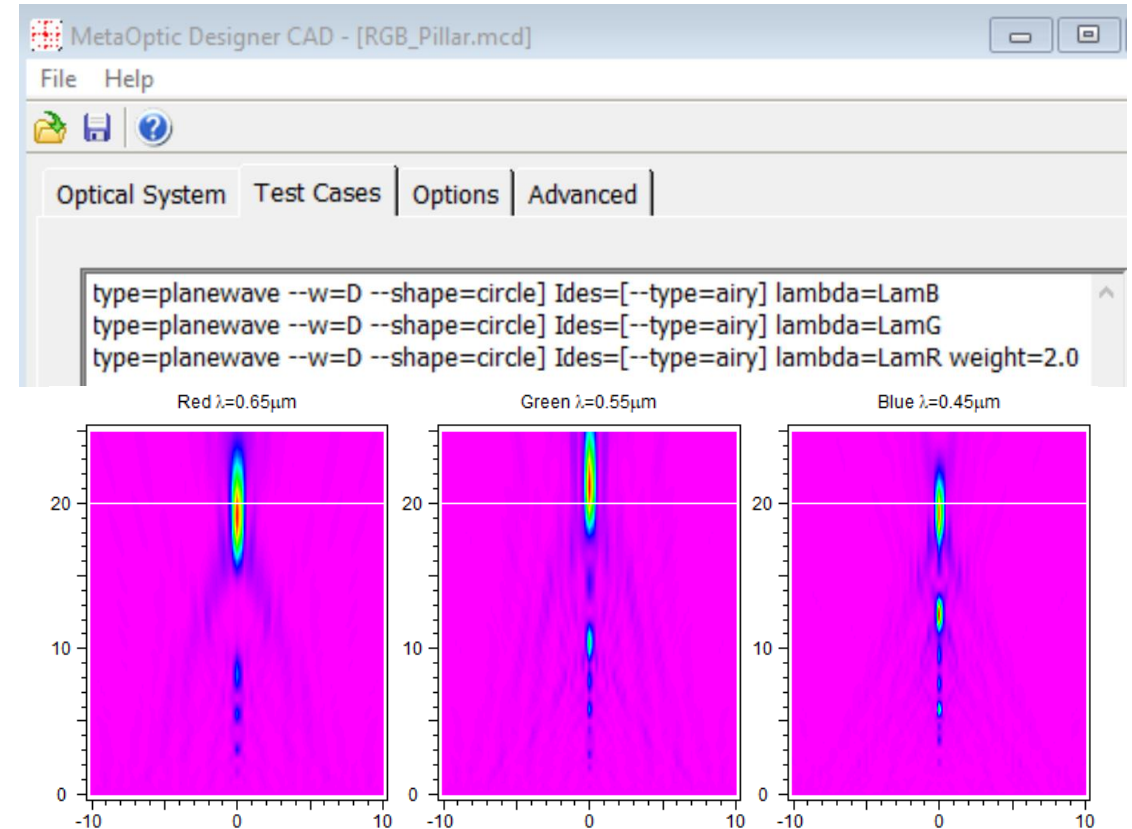 MetaOptic Designer CAD - [RGB_Pillar.mcd]
File Help
Optical System Test Cases Options Advanced
type=planewave --w=D --shape=circle] Ides=[--type=airy] lambda=LamB
type=planewave --w=D --shape=circle] Ides=[--type=airy] lambda=LamG
type=planewave --w=D --shape=circle] Ides=[--type=airy] lambda=LamR weight=2.0
Red λ=0.65μm Green λ=0.55μm Blue λ=0.45μm
20 20 20
10 10 10
0 0 0
-10 0 10 -10 0 10 -10 0 10